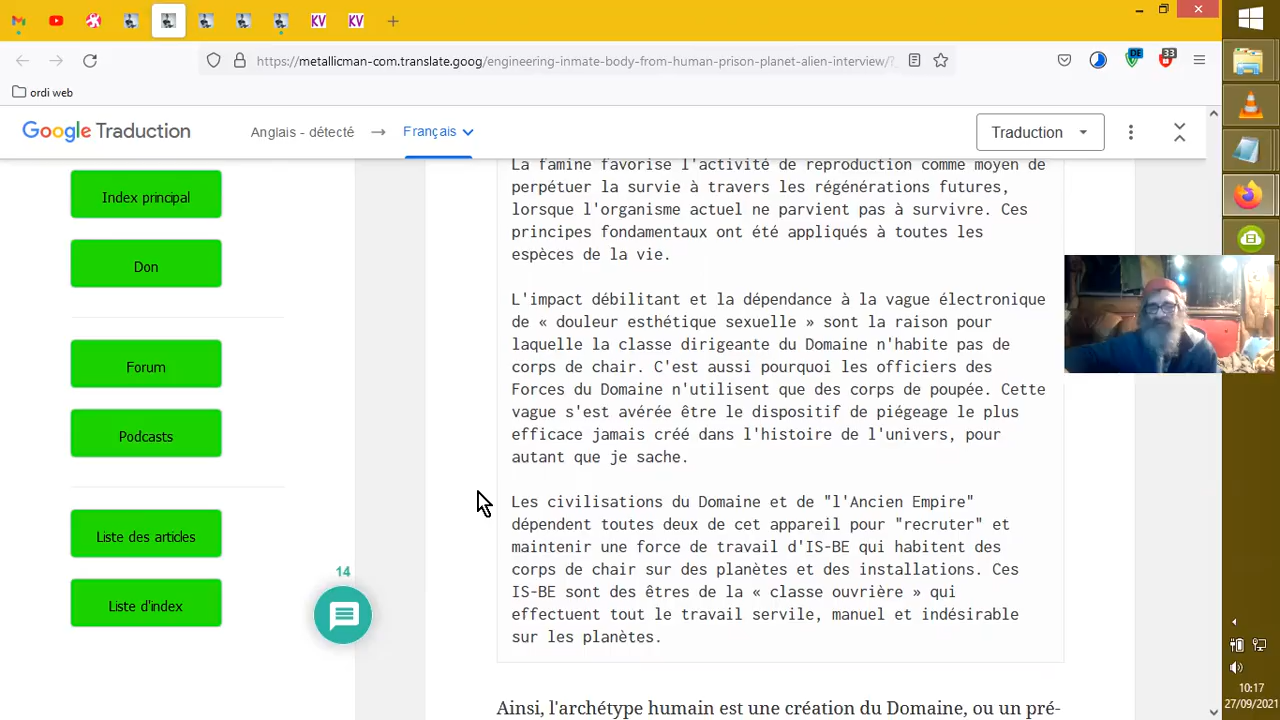 KV
KV
https://metallicman-com.translate.goog/engineering-inmate-body-from-human-prison-planet-alien-interview/?
DE
33
ordi web
Google Traduction
Anglais - détecté
Français
Traduction
Index principal
Don
Forum
Podcasts
Liste des articles
Liste d'index
14
La famine favorise l'activité de reproduction comme moyen de
perpétuer la survie à travers les régénérations futures,
lorsque l'organisme actuel ne parvient pas à survivre. Ces
principes fondamentaux ont été appliqués à toutes les
espèces de la vie.
L'impact débilitant et la dépendance à la vague électronique
de « douleur esthétique sexuelle » sont la raison pour
laquelle la classe dirigeante du Domaine n'habite pas de
corps de chair. C'est aussi pourquoi les officiers des
Forces du Domaine n'utilisent que des corps de poupée. Cette
vague s'est avérée être le dispositif de piégeage le plus
efficace jamais créé dans l'histoire de l'univers, pour
autant que je sache.
Les civilisations du Domaine et de "l'Ancien Empire"
dépendent toutes deux de cet appareil pour "recruter" et
maintenir une force de travail d'IS-BE qui habitent des
corps de chair sur des planètes et des installations. Ces
IS-BE sont des êtres de la « classe ouvrière » qui
effectuent tout le travail servile, manuel et indésirable
sur les planètes.
Ainsi, l'archétype humain est une création du Domaine, ou un pré-
10:17
27/09/2021